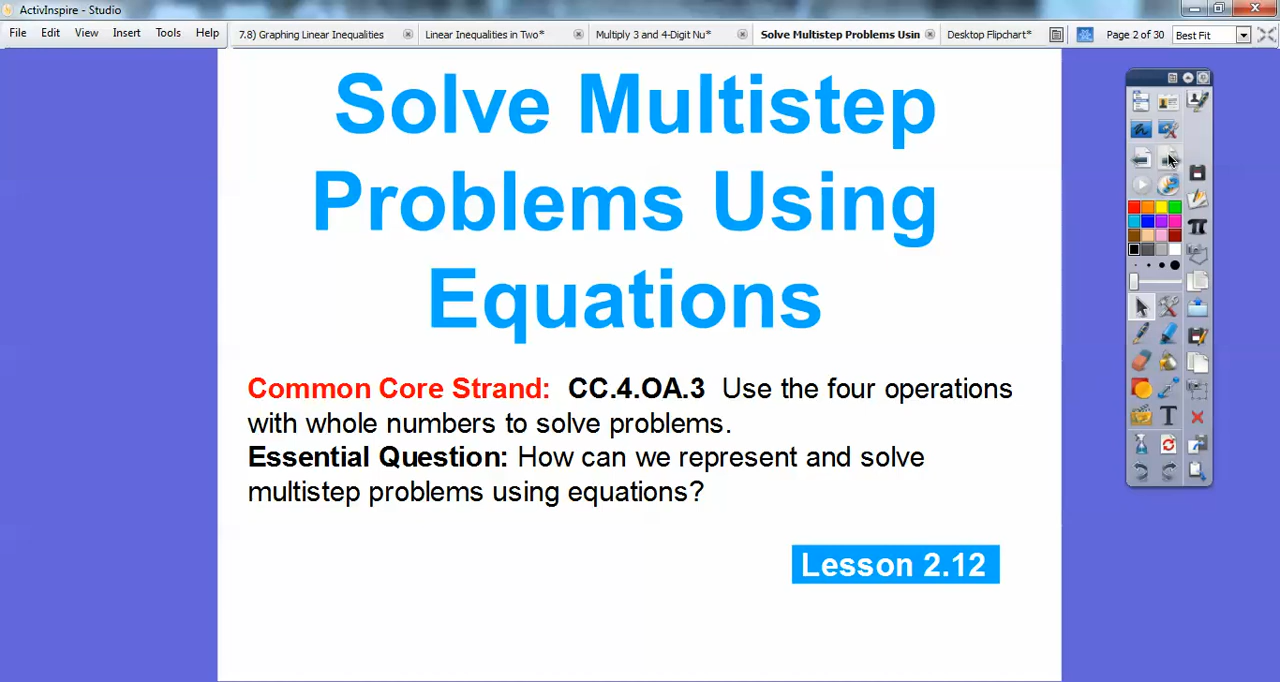 ActivInspire - Studio
File Edit View Insert Tools Help 7.8) Graphing Linear Inequalities Linear Inequalities in Two* Multiply 3 and 4-Digit Nu* Solve Multistep Problems Usin Desktop Flipchart* Page 2 of 30 Best Fit
Solve Multistep
Problems Using
Equations
Common Core Strand: CC.4.OA.3 Use the four operations
with whole numbers to solve problems.
Essential Question: How can we represent and solve
multistep problems using equations?
Lesson 2.12